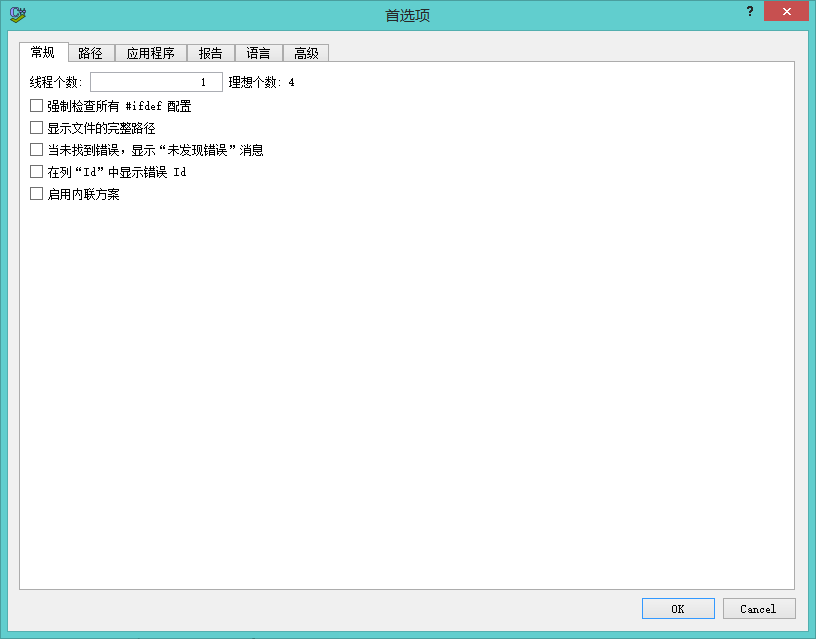 首选项
?
常规 路径 应用程序 报告 语言 高级
线程个数: 1 理想个数: 4
强制检查所有 #ifdef 配置
显示文件的完整路径
当未找到错误，显示“未发现错误”消息
在列“Id”中显示错误 Id
启用内联方案
OK Cancel